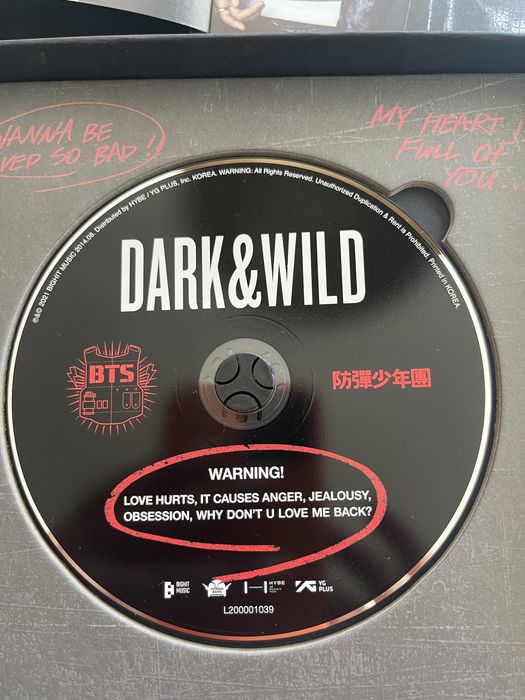 WANNA BE
VED SO BAD!!
MY HEART I
FULL OF
YOU...
℗&© 2021 BIGHIT MUSIC 2014.08. Distributed by HYBE / YG PLUS, Inc. KOREA. WARNING: All Rights Reserved. Unauthorized Duplication & Rent is Prohibited. Printed in KOREA.
DARK&WILD
BTS
防彈少年團
WARNING!
LOVE HURTS, IT CAUSES ANGER, JEALOUSY,
OBSESSION, WHY DON'T U LOVE ME BACK?
BIGHIT
MUSIC
HYBE
YG
PLUS
L200001039